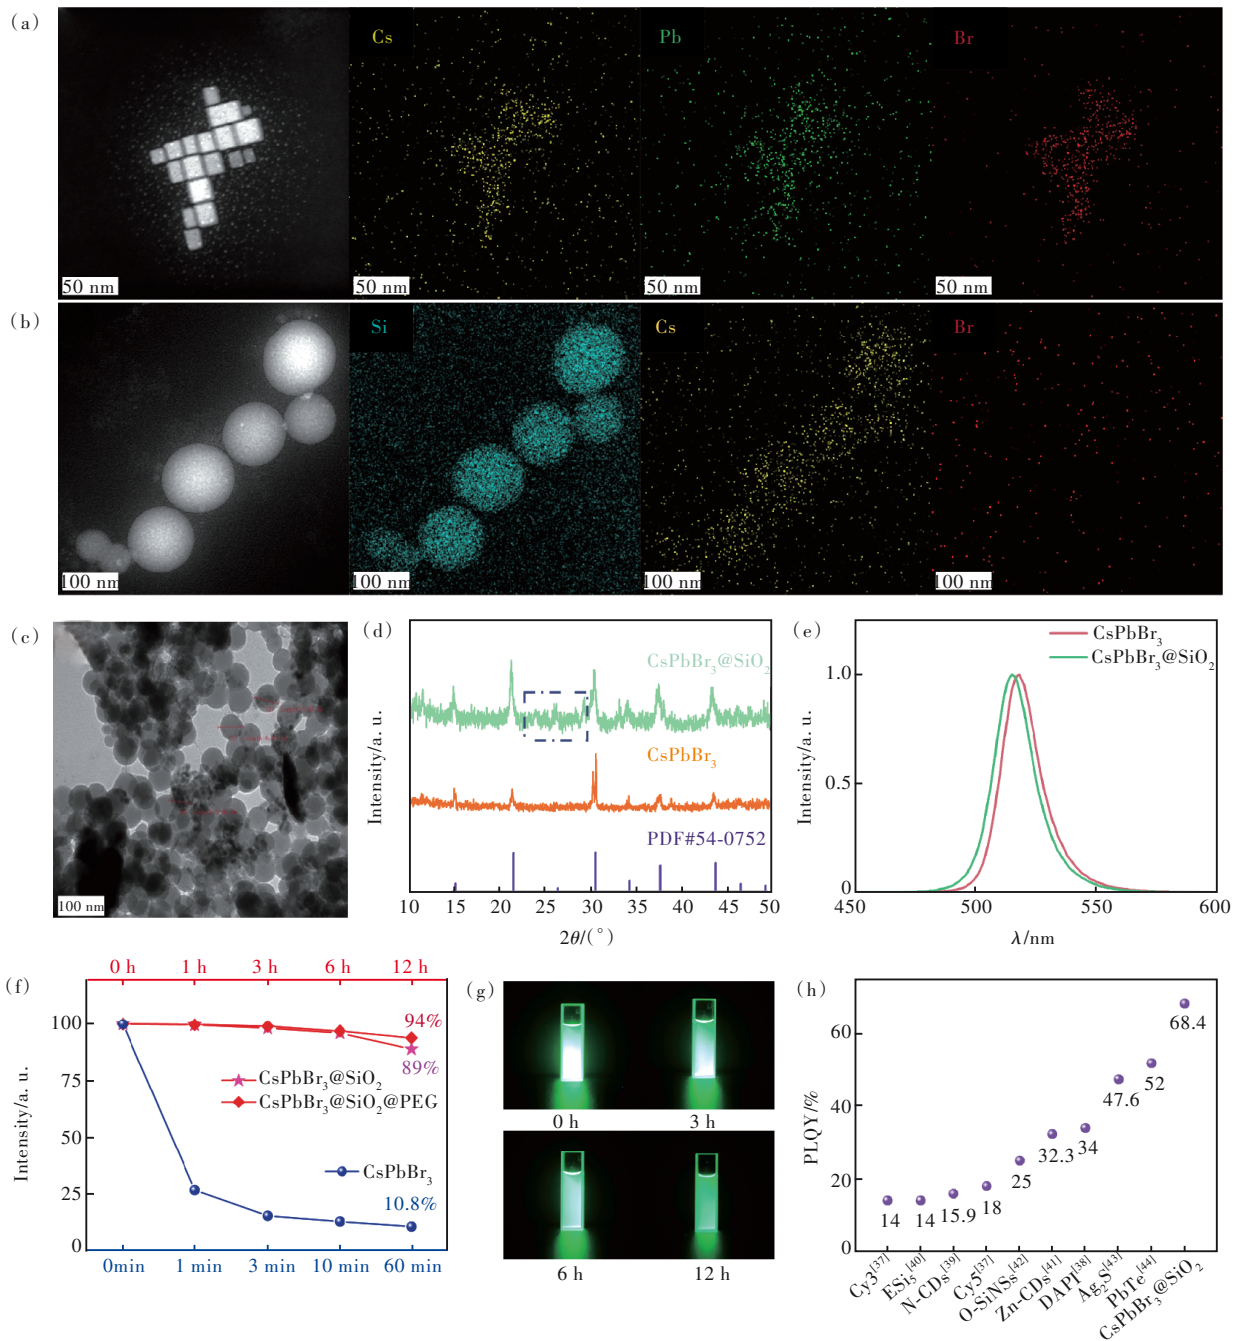 (a)
Cs
Pb
Br
50 nm
50 nm
50 nm
50 nm
(b)
Si
Cs
Br
100 nm
100 nm
100 nm
100 nm
(c)
100 nm
(d)
CsPbBr₃@SiO₂
CsPbBr₃
PDF#54-0752
Intensity/a. u.
10 15 20 25 30 35 40 45 50
2θ/(°)
(e)
CsPbBr₃
CsPbBr₃@SiO₂
1.0
0.5
0
Intensity/a. u.
450 500 550 600
λ/nm
(f)
0 h 1 h 3 h 6 h 12 h
100
75
50
25
0
Intensity/a. u.
94%
89%
CsPbBr₃@SiO₂
CsPbBr₃@SiO₂@PEG
CsPbBr₃
10.8%
0min 1 min 3 min 10 min 60 min
(g)
0 h 3 h
6 h 12 h
(h)
60
40
20
0
PLQY/%
14
14
15.9
18
25
32.3
34
47.6
52
68.4
Cy3[37]
ESi₅[40]
N-CDs[39]
Cy5[37]
O-SiNSs[42]
Zn-CDs[41]
DAPI[38]
Ag₂S[43]
PbTe[44]
CsPbBr₃@SiO₂